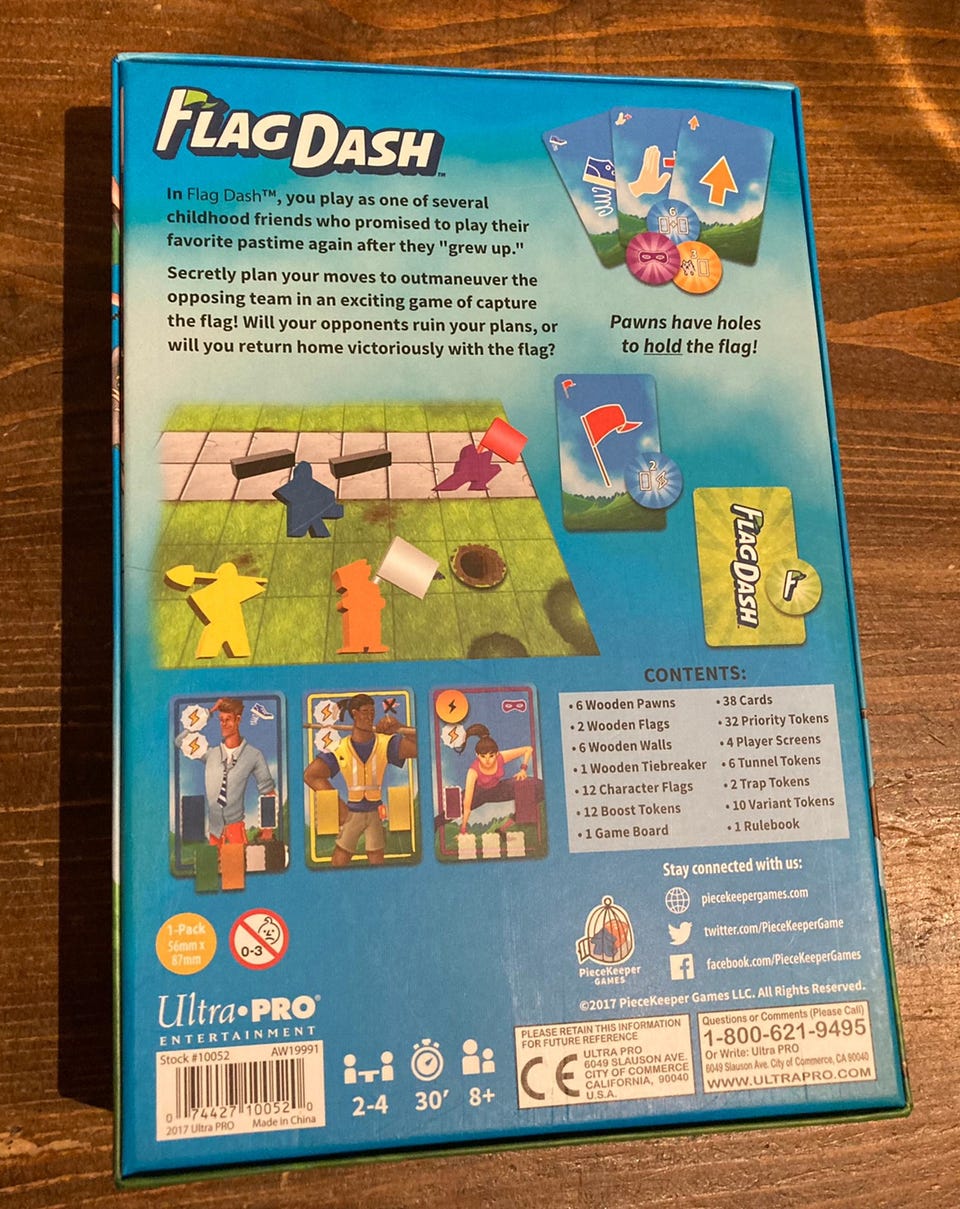 FLAG DASH™
In Flag Dash™, you play as one of several
childhood friends who promised to play their
favorite pastime again after they "grew up."
Secretly plan your moves to outmaneuver the
opposing team in an exciting game of capture
the flag! Will your opponents ruin your plans, or
will you return home victoriously with the flag?
6
3
Pawns have holes
to hold the flag!
2
FLAG DASH
F
CONTENTS:
• 6 Wooden Pawns
• 2 Wooden Flags
• 6 Wooden Walls
• 1 Wooden Tiebreaker
• 12 Character Flags
• 12 Boost Tokens
• 1 Game Board
• 38 Cards
• 32 Priority Tokens
• 4 Player Screens
• 6 Tunnel Tokens
• 2 Trap Tokens
• 10 Variant Tokens
• 1 Rulebook
Stay connected with us:
piecekeepergames.com
twitter.com/PieceKeeperGame
facebook.com/PieceKeeperGames
PIECEKEEPER
GAMES
©2017 PieceKeeper Games LLC. All Rights Reserved.
1-Pack
56mm x
87mm
0-3
Ultra•PRO®
ENTERTAINMENT
Stock #10052 AW19991
0 74427 10052 0
2017 Ultra PRO Made in China
2-4
30′
8+
PLEASE RETAIN THIS INFORMATION
FOR FUTURE REFERENCE
CE
ULTRA PRO
6049 SLAUSON AVE.
CITY OF COMMERCE
CALIFORNIA, 90040
U.S.A.
Questions or Comments (Please Call)
1-800-621-9495
Or Write: Ultra PRO
6049 Slauson Ave. City of Commerce, CA 90040
WWW.ULTRAPRO.COM